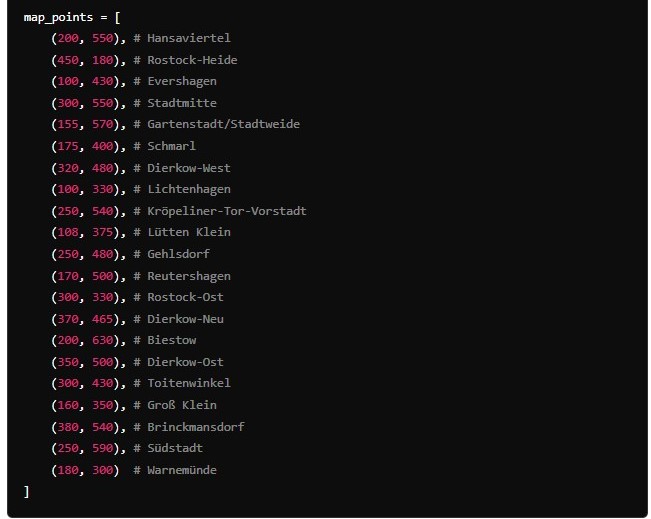 map_points = [
(200, 550), # Hansaviertel
(450, 180), # Rostock-Heide
(100, 430), # Evershagen
(300, 550), # Stadtmitte
(155, 570), # Gartenstadt/Stadtweide
(175, 400), # Schmarl
(320, 480), # Dierkow-West
(100, 330), # Lichtenhagen
(250, 540), # Kröpeliner-Tor-Vorstadt
(108, 375), # Lütten Klein
(250, 480), # Gehlsdorf
(170, 500), # Reutershagen
(300, 330), # Rostock-Ost
(370, 465), # Dierkow-Neu
(200, 630), # Biestow
(350, 500), # Dierkow-Ost
(300, 430), # Toitenwinkel
(160, 350), # Groß Klein
(380, 540), # Brinckmansdorf
(250, 590), # Südstadt
(180, 300)  # Warnemünde
]